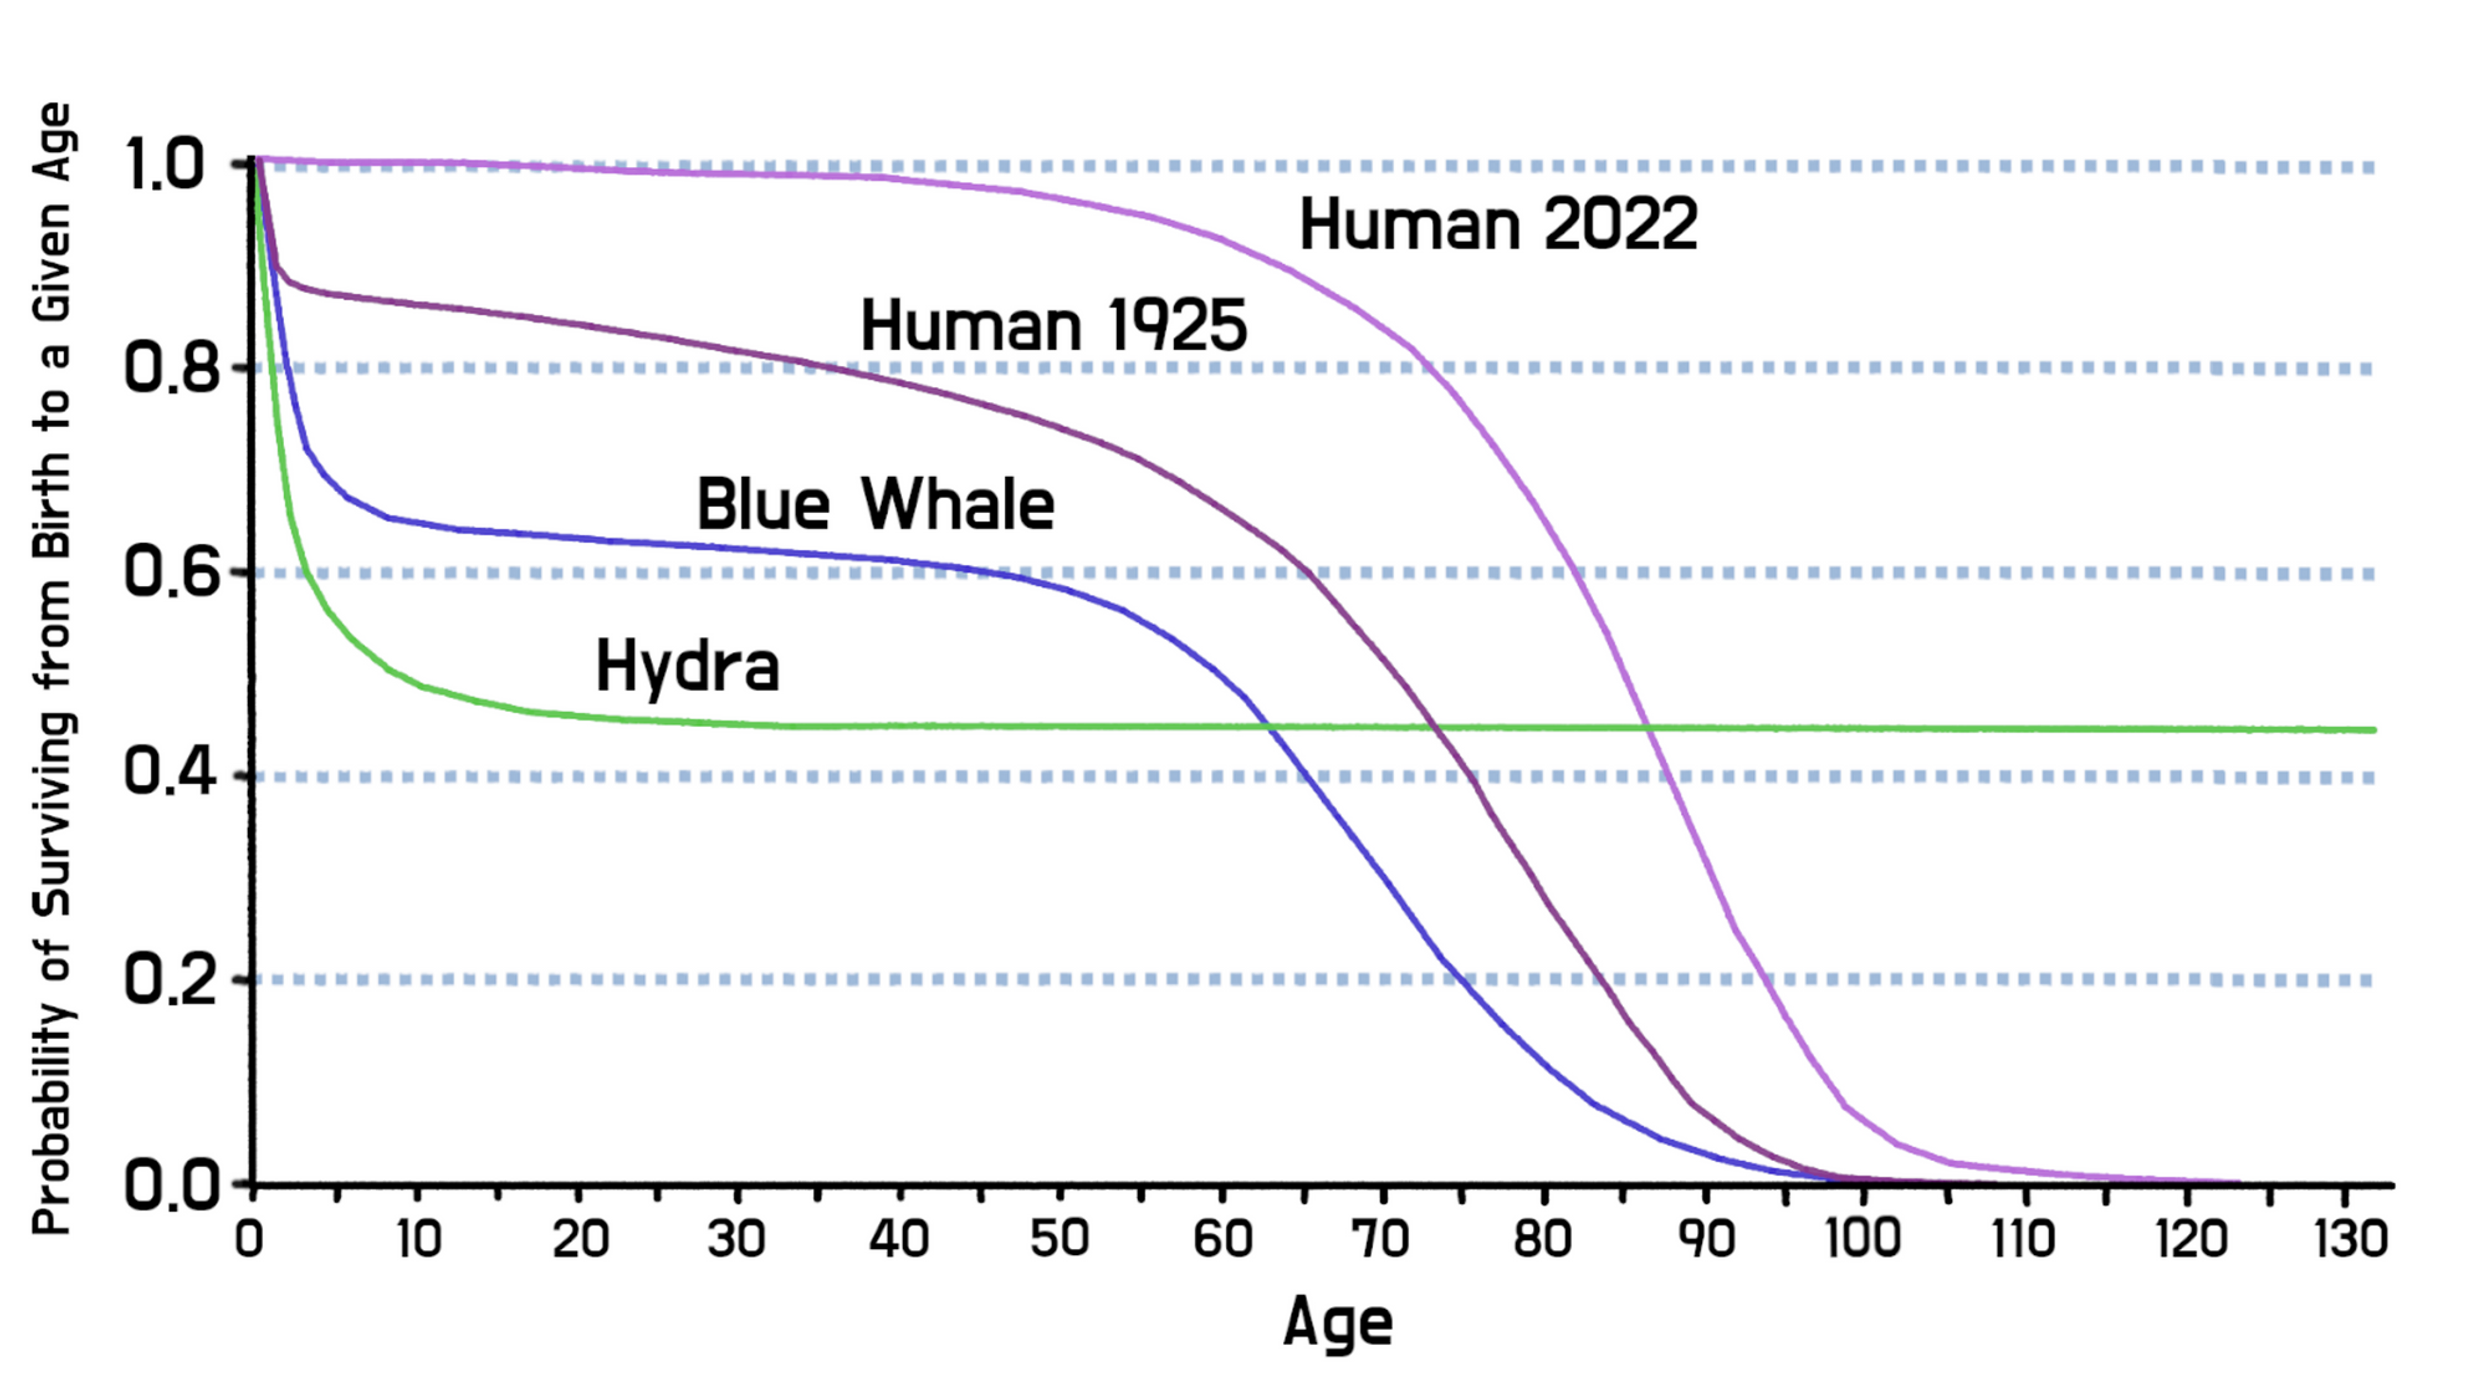 Probability of Surviving from Birth to a Given Age
1.0
0.8
0.6
0.4
0.2
0.0
Human 2022
Human 1925
Blue Whale
Hydra
0 10 20 30 40 50 60 70 80 90 100 110 120 130
Age